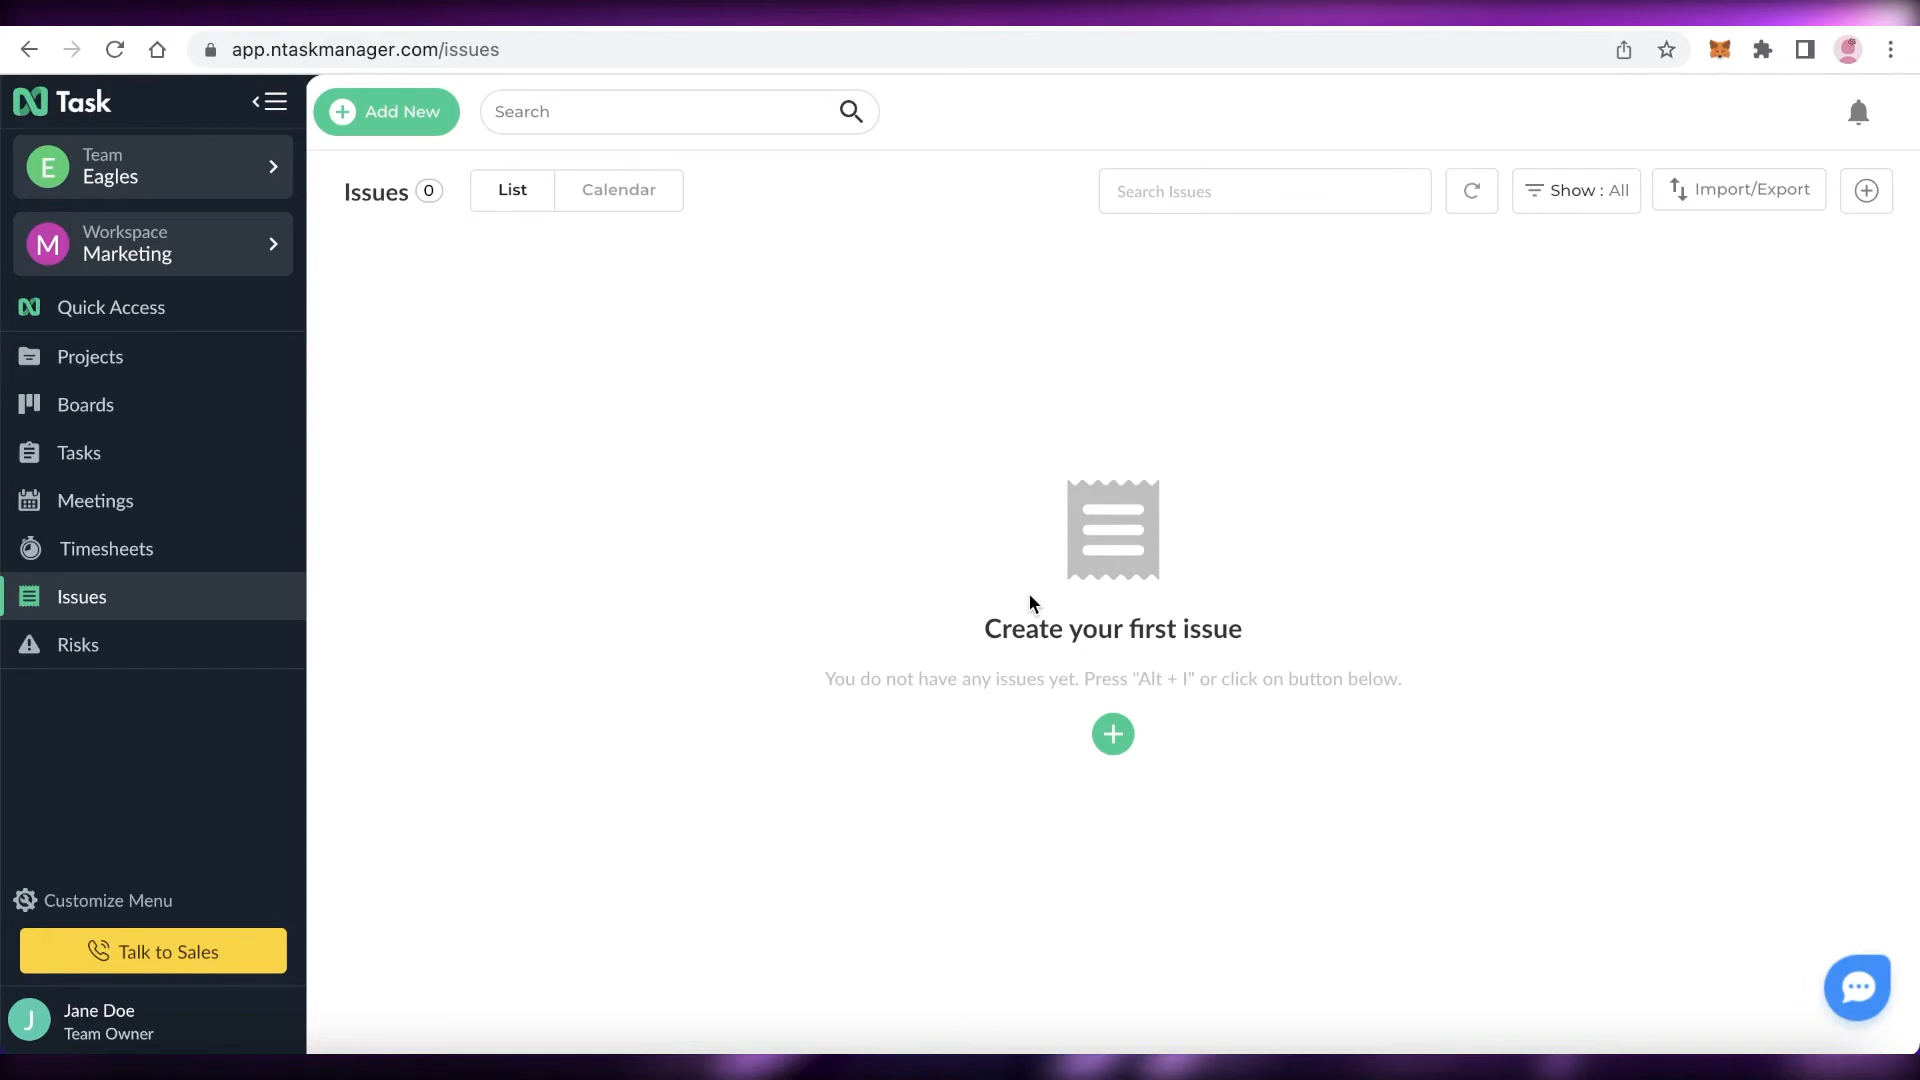 app.ntaskmanager.com/issues
Task
Add New
Search
E
Team
Eagles
M
Workspace
Marketing
Issues 0
List
Calendar
Search Issues
Show : All
Import/Export
Quick Access
Projects
Boards
Tasks
Meetings
Timesheets
Issues
Risks
Create your first issue
You do not have any issues yet. Press "Alt + I" or click on button below.
Customize Menu
Talk to Sales
J
Jane Doe
Team Owner